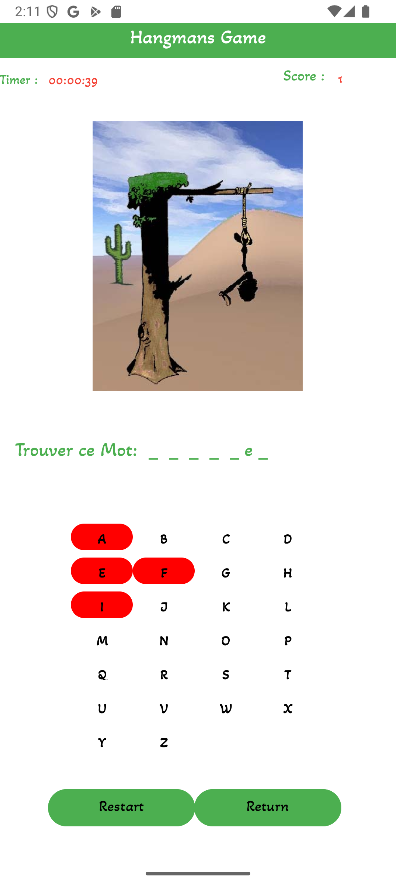 2:11
Hangmans Game
Timer : 00:00:39 Score : 1
Trouver ce Mot: _ _ _ _ _ e _
A B C D
E F G H
I J K L
M N O P
Q R S T
U V W X
Y Z
Restart Return